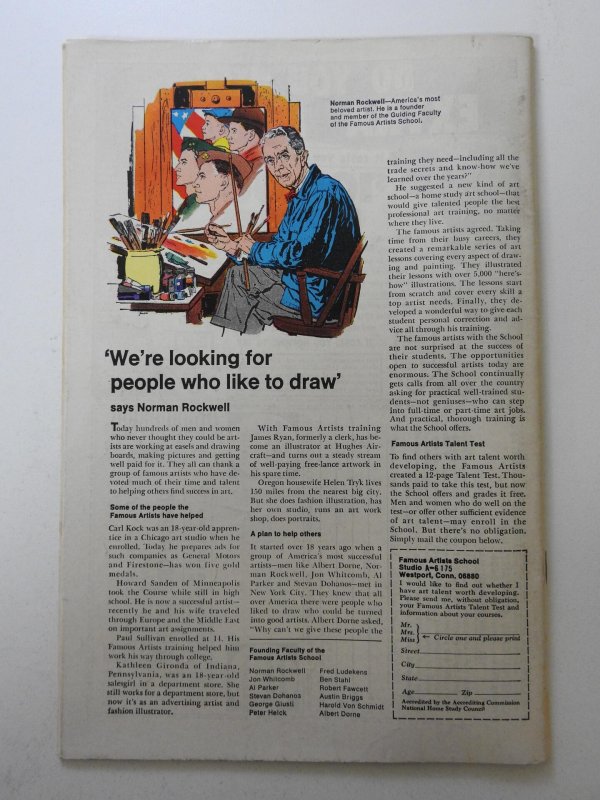 Norman Rockwell—America's most
beloved artist. He is a founder
and member of the Guiding Faculty
of the Famous Artists School.
'We're looking for
people who like to draw'
says Norman Rockwell
Today hundreds of men and women
who never thought they could be art-
ists are working at easels and drawing
boards, making pictures and getting
well paid for it. They all can thank a
group of famous artists who have de-
voted much of their time and talent
to helping others find success in art.
Some of the people the
Famous Artists have helped
Carl Kock was an 18-year-old appren-
tice in a Chicago art studio when he
enrolled. Today he prepares ads for
such companies as General Motors
and Firestone—has won five gold
medals.
Howard Sanden of Minneapolis
took the Course while still in high
school. He is now a successful artist—
recently he and his wife traveled
through Europe and the Middle East
on important art assignments.
Paul Sullivan enrolled at 14. His
Famous Artists training helped him
work his way through college.
Kathleen Gironda of Indiana,
Pennsylvania, was an 18-year-old
salesgirl in a department store. She
still works for a department store, but
now it's as an advertising artist and
fashion illustrator.
With Famous Artists training
James Ryan, formerly a clerk, has be-
come an illustrator at Hughes Air-
craft—and turns out a steady stream
of well-paying free-lance artwork in
his spare time.
Oregon housewife Helen Tryk lives
150 miles from the nearest big city.
But she does fashion illustration, has
her own studio, runs an art work
shop, does portraits.
A plan to help others
It started over 18 years ago when a
group of America's most successful
artists—men like Albert Dorne, Nor-
man Rockwell, Jon Whitcomb, Al
Parker and Stevan Dohanos—met in
New York City. They knew that all
over America there were people who
liked to draw who could be turned
into good artists. Albert Dorne asked,
"Why can't we give these people the
Founding Faculty of the
Famous Artists School
Norman Rockwell
Jon Whitcomb
Al Parker
Stevan Dohanos
George Giusti
Peter Helck
Fred Ludekens
Ben Stahl
Robert Fawcett
Austin Briggs
Harold Von Schmidt
Albert Dorne
training they need—including all the
trade secrets and know-how we've
learned over the years?"
He suggested a new kind of art
school—a home study art school—that
would give talented people the best
professional art training, no matter
where they live.
The famous artists agreed. Taking
time from their busy careers, they
created a remarkable series of art
lessons covering every aspect of draw-
ing and painting. They illustrated
their lessons with over 5,000 "here's-
how" illustrations. The lessons start
from scratch and cover every skill a
top artist needs. Finally, they de-
veloped a wonderful way to give each
student personal correction and ad-
vice all through his training.
The famous artists with the School
are not surprised at the success of
their students. The opportunities
open to successful artists today are
enormous. The School continually
gets calls from all over the country
asking for practical well-trained stu-
dents—not geniuses—who can step
into full-time or part-time art jobs.
And practical, thorough training is
what the School offers.
Famous Artists Talent Test
To find others with art talent worth
developing, the Famous Artists
created a 12-page Talent Test. Thou-
sands paid to take this test, but now
the School offers and grades it free.
Men and women who do well on the
test—or offer other sufficient evidence
of art talent—may enroll in the
School. But there's no obligation.
Simply mail the coupon below.
Famous Artists School
Studio A-6175
Westport, Conn. 06880
I would like to find out whether I
have art talent worth developing.
Please send me, without obligation,
your Famous Artists Talent Test and
information about your courses.
Mr.
Mrs.
Miss ← Circle one and please print
Street
City
State
Age Zip
Accredited by the Accrediting Commission
National Home Study Council